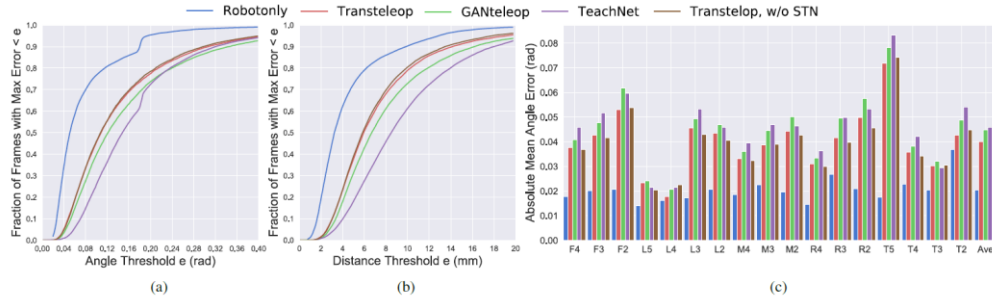 Robotonly Transteleop GANteleop TeachNet Transtelop, w/o STN
Fraction of Frames with Max Error < e
1,0
0,9
0,8
0,7
0,6
0,5
0,4
0,3
0,2
0,1
0,0
0,00 0,04 0,08 0,12 0,16 0,20 0,24 0,28 0,32 0,36 0,40
Angle Threshold e (rad)
(a)
Fraction of Frames with Max Error < e
1,0
0,9
0,8
0,7
0,6
0,5
0,4
0,3
0,2
0,1
0,0
0 2 4 6 8 10 12 14 16 18 20
Distance Threshold e (mm)
(b)
Absolute Mean Angle Error (rad)
0,08
0,07
0,06
0,05
0,04
0,03
0,02
0,01
0,00
F4 F3 F2 L5 L4 L3 L2 M4 M3 M2 R4 R3 R2 T5 T4 T3 T2 Ave
(c)